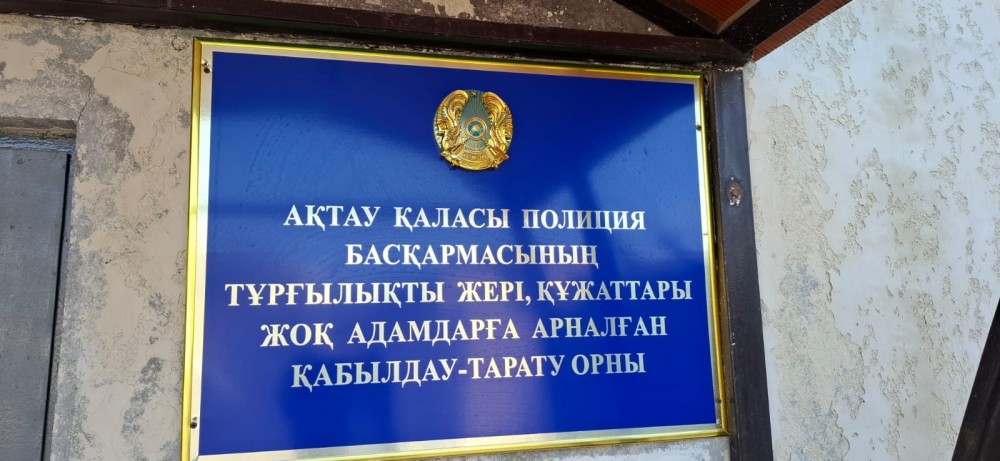 АҚТАУ ҚАЛАСЫ ПОЛИЦИЯ
БАСҚАРМАСЫНЫҢ
ТҰРҒЫЛЫҚТЫ ЖЕРІ, ҚҰЖАТТАРЫ
ЖОҚ АДАМДАРҒА АРНАЛҒАН
ҚАБЫЛДАУ-ТАРАТУ ОРНЫ